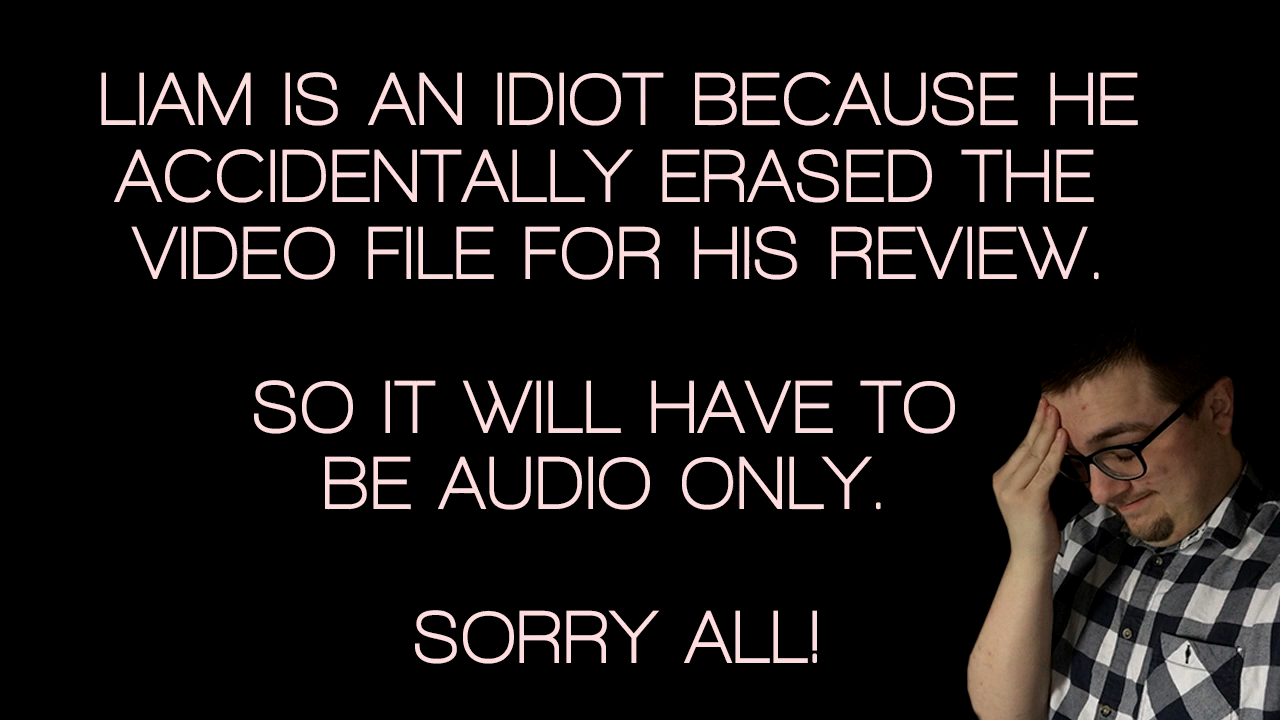 LIAM IS AN IDIOT BECAUSE HE
ACCIDENTALLY ERASED THE
VIDEO FILE FOR HIS REVIEW.
SO IT WILL HAVE TO
BE AUDIO ONLY.
SORRY ALL!